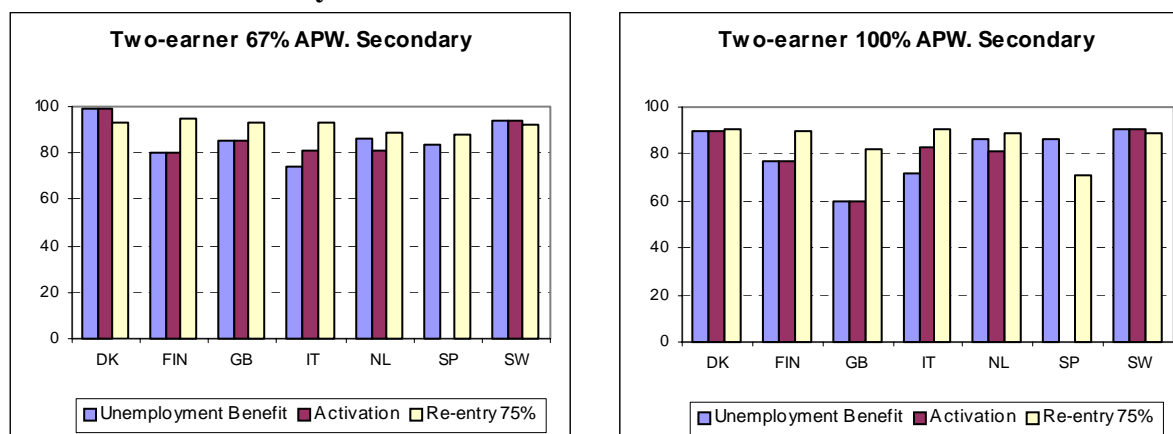 Two-earner 67% APW. Secondary
100
80
60
40
20
0
DK FIN GB IT NL SP SW
Unemployment Benefit Activation Re-entry 75%
Two-earner 100% APW. Secondary
100
80
60
40
20
0
DK FIN GB IT NL SP SW
Unemployment Benefit Activation Re-entry 75%